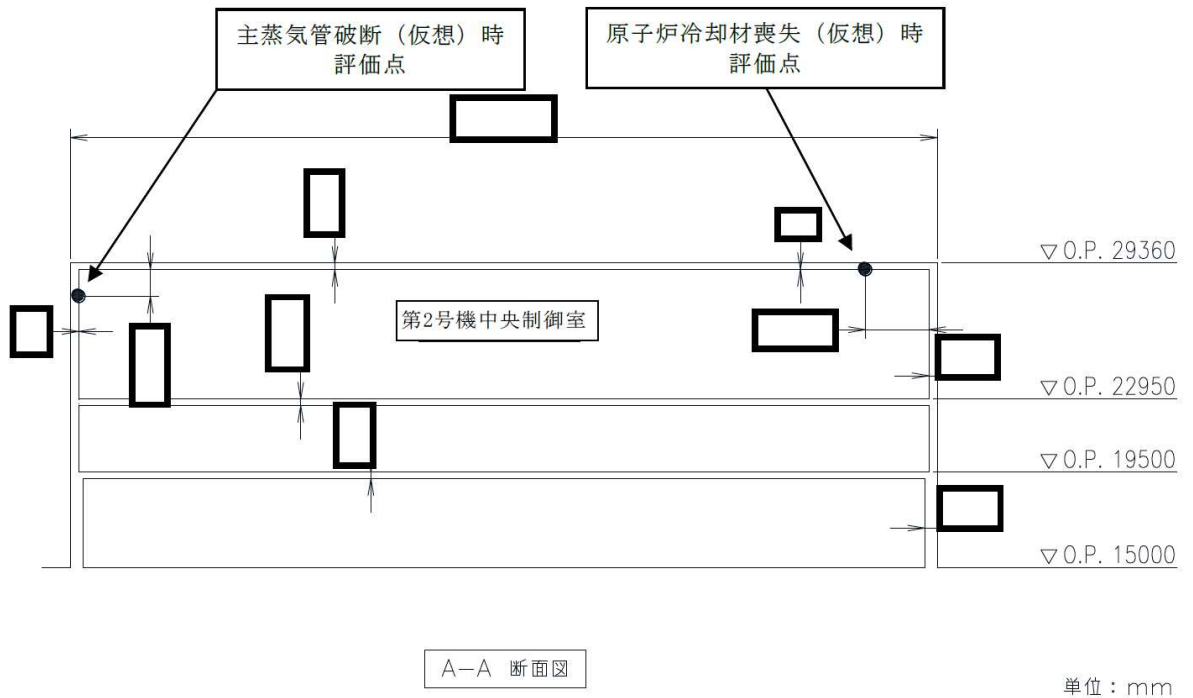 主蒸気管破断（仮想）時
評価点
原子炉冷却材喪失（仮想）時
評価点
▽O.P. 29360
第2号機中央制御室
▽O.P. 22950
▽O.P. 19500
▽O.P. 15000
A－A 断面図
単位：mm